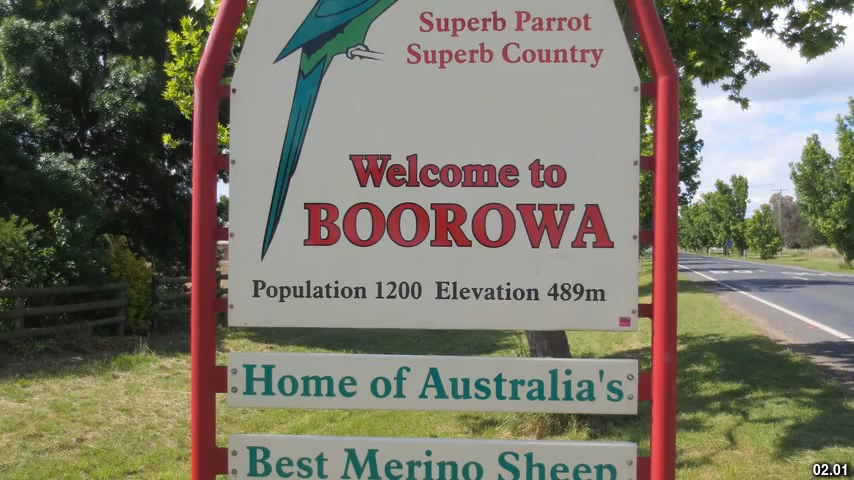 Superb Parrot
Superb Country
Welcome to
BOOROWA
Population 1200 Elevation 489m
Home of Australia's
Best Merino Sheep
02.01